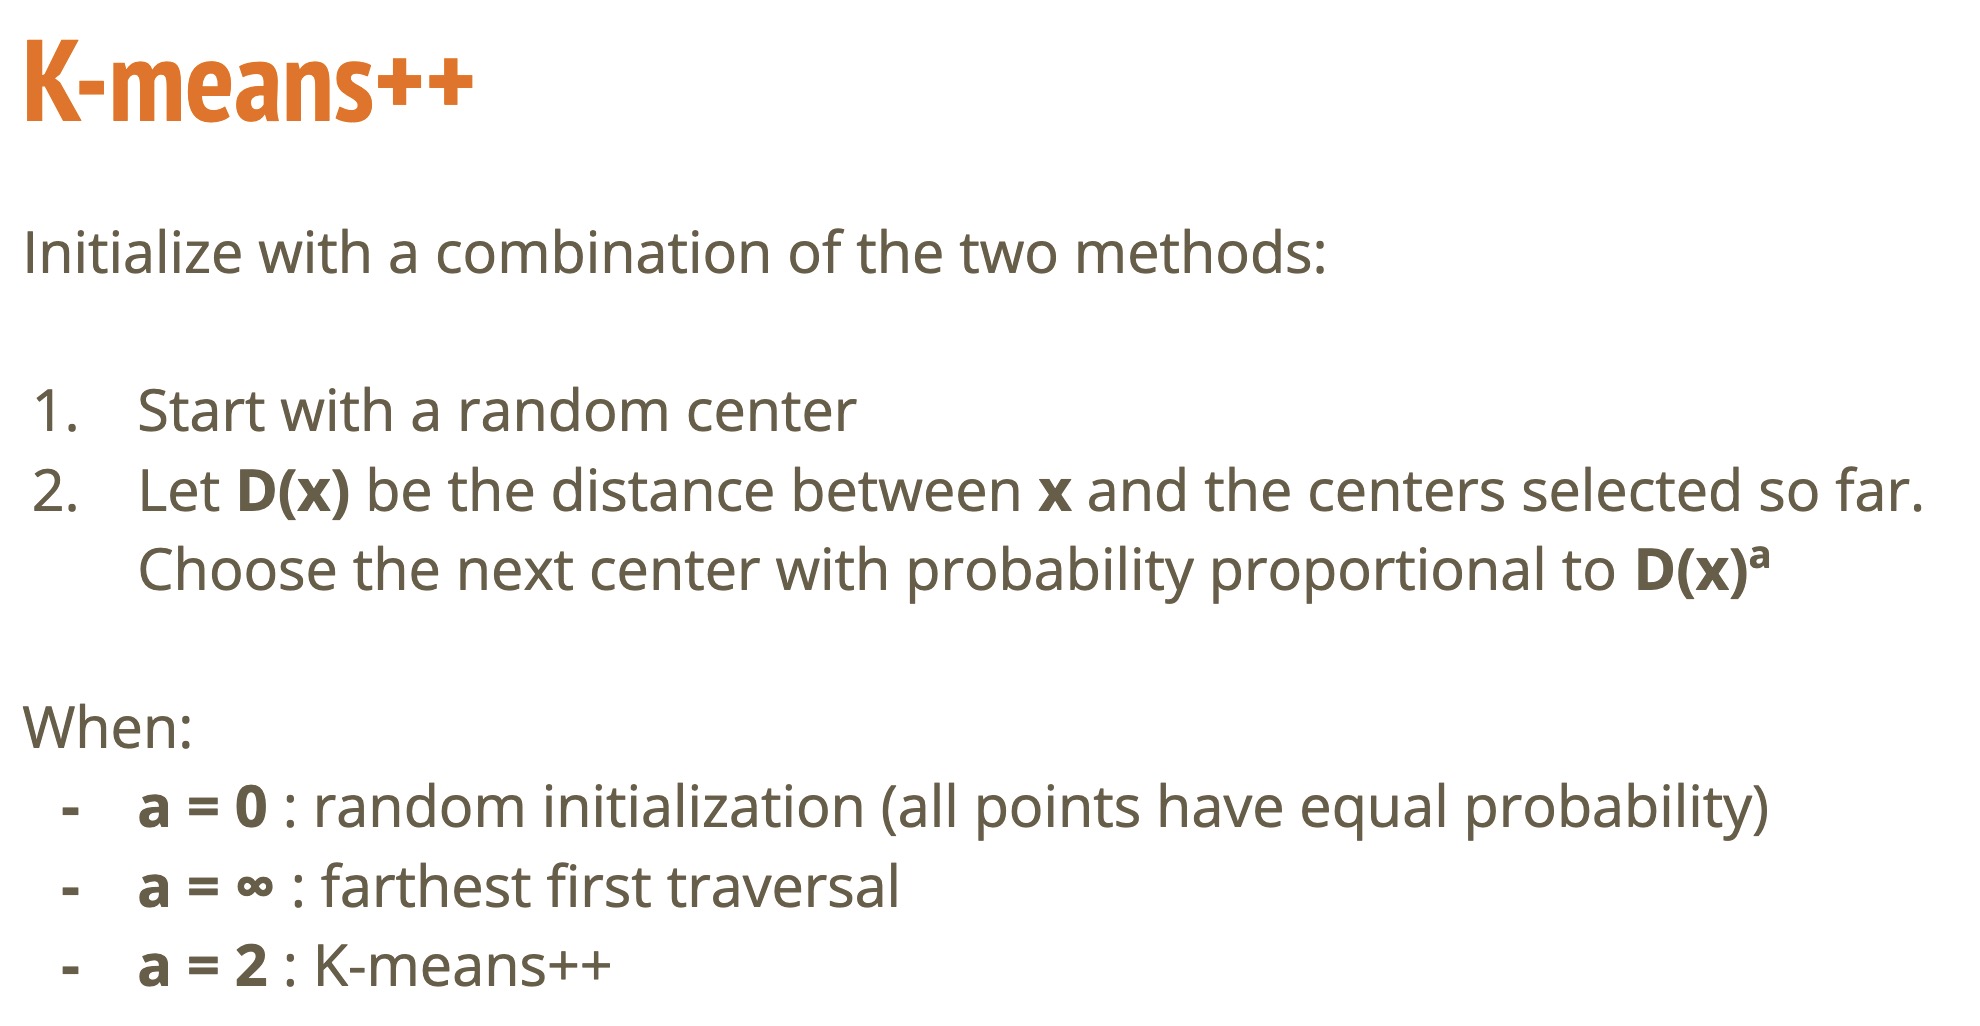 K-means++
Initialize with a combination of the two methods:
1. Start with a random center
2. Let D(x) be the distance between x and the centers selected so far.
Choose the next center with probability proportional to D(x)ᵃ
When:
- a = 0 : random initialization (all points have equal probability)
- a = ∞ : farthest first traversal
- a = 2 : K-means++